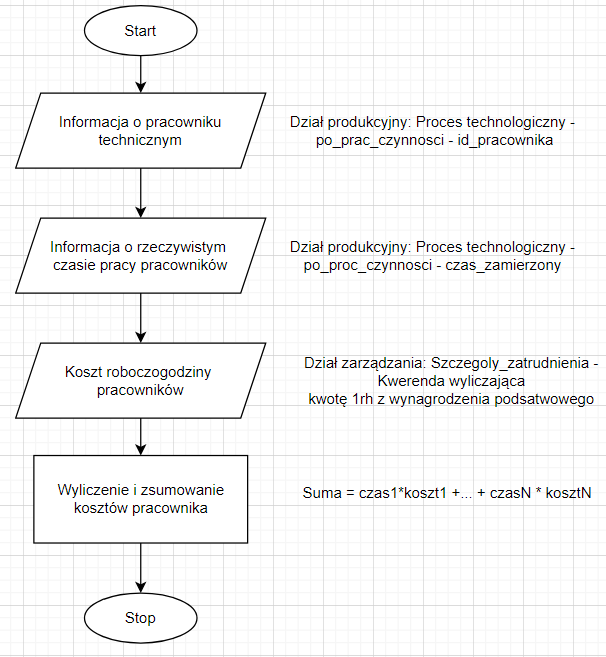 Start
Informacja o pracowniku
technicznym
Dział produkcyjny: Proces technologiczny -
po_prac_czynnosci - id_pracownika
Informacja o rzeczywistym
czasie pracy pracowników
Dział produkcyjny: Proces technologiczny -
po_proc_czynnosci - czas_zamierzony
Koszt roboczogodziny
pracowników
Dział zarządzania: Szczegoly_zatrudnienia -
Kwerenda wyliczająca
kwotę 1rh z wynagrodzenia podsatwowego
Wyliczenie i zsumowanie
kosztów pracownika
Suma = czas1*koszt1 +... + czasN * kosztN
Stop